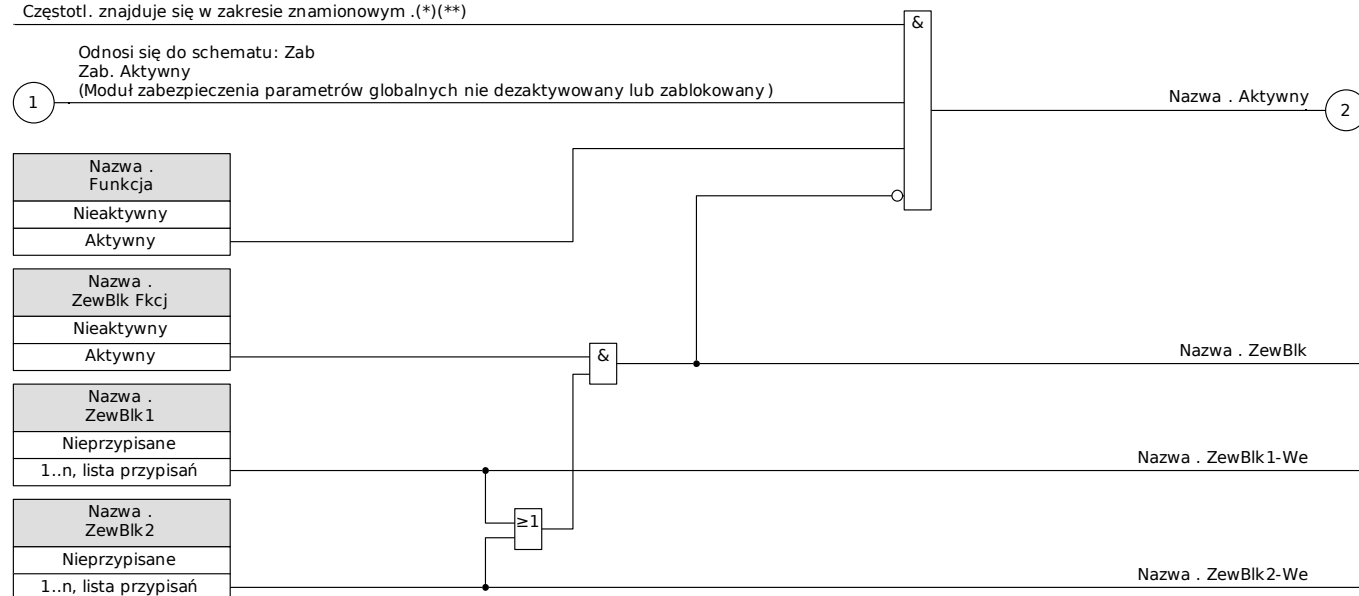 Częstotl. znajduje się w zakresie znamionowym .(*)(**)
&
Odnosi się do schematu: Zab
Zab. Aktywny
(Moduł zabezpieczenia parametrów globalnych nie dezaktywowany lub zablokowany)
1
Nazwa . Aktywny
2
Nazwa .
Funkcja
Nieaktywny
Aktywny
Nazwa .
ZewBlk Fkcj
Nieaktywny
Aktywny
&
Nazwa . ZewBlk
Nazwa .
ZewBlk1
Nieprzypisane
1..n, lista przypisań
Nazwa . ZewBlk1-We
Nazwa .
ZewBlk2
≥1
Nieprzypisane
1..n, lista przypisań
Nazwa . ZewBlk2-We